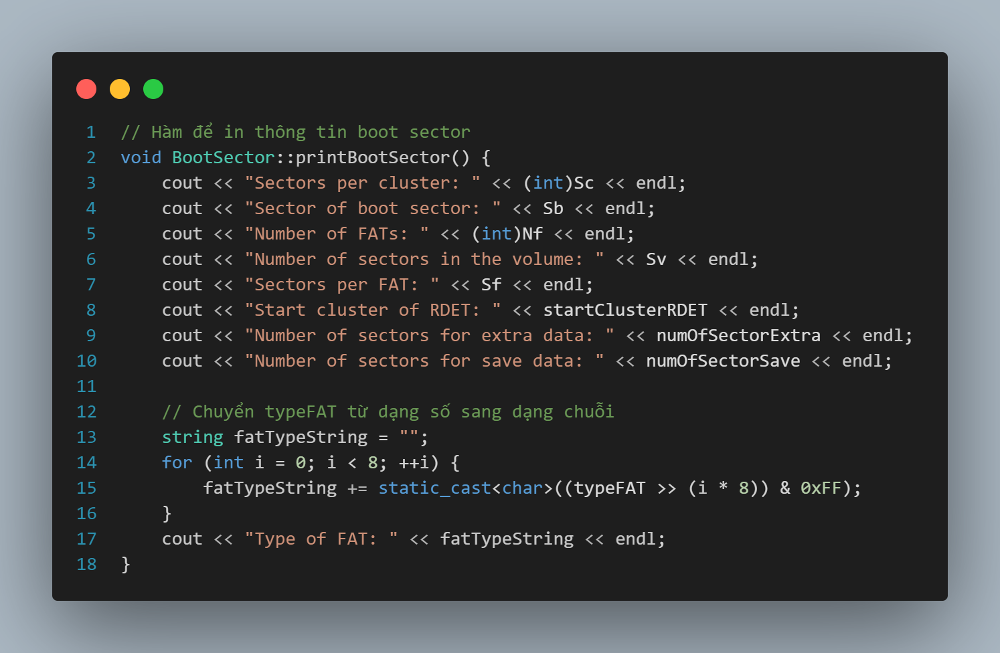 1 // Hàm để in thông tin boot sector
2 void BootSector::printBootSector() {
3     cout << "Sectors per cluster: " << (int)Sc << endl;
4     cout << "Sector of boot sector: " << Sb << endl;
5     cout << "Number of FATs: " << (int)Nf << endl;
6     cout << "Number of sectors in the volume: " << Sv << endl;
7     cout << "Sectors per FAT: " << Sf << endl;
8     cout << "Start cluster of RDET: " << startClusterRDET << endl;
9     cout << "Number of sectors for extra data: " << numOfSectorExtra << endl;
10     cout << "Number of sectors for save data: " << numOfSectorSave << endl;
11
12     // Chuyển typeFAT từ dạng số sang dạng chuỗi
13     string fatTypeString = "";
14     for (int i = 0; i < 8; ++i) {
15         fatTypeString += static_cast<char>((typeFAT >> (i * 8)) & 0xFF);
16     }
17     cout << "Type of FAT: " << fatTypeString << endl;
18 }